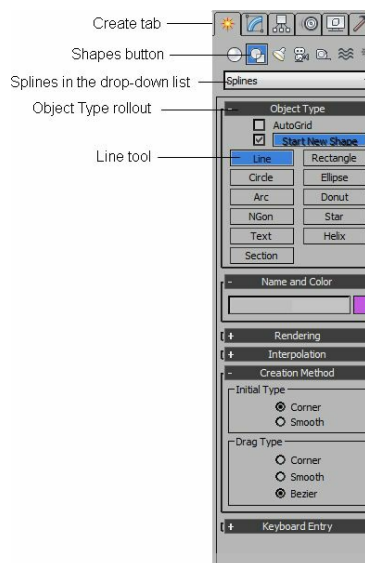 Create tab
Shapes button
Splines in the drop-down list
Splines
Object Type rollout
- Object Type
AutoGrid
Start New Shape
Line tool
Line Rectangle
Circle Ellipse
Arc Donut
NGon Star
Text Helix
Section
- Name and Color
+ Rendering
+ Interpolation
- Creation Method
Initial Type
Corner
Smooth
Drag Type
Corner
Smooth
Bezier
+ Keyboard Entry